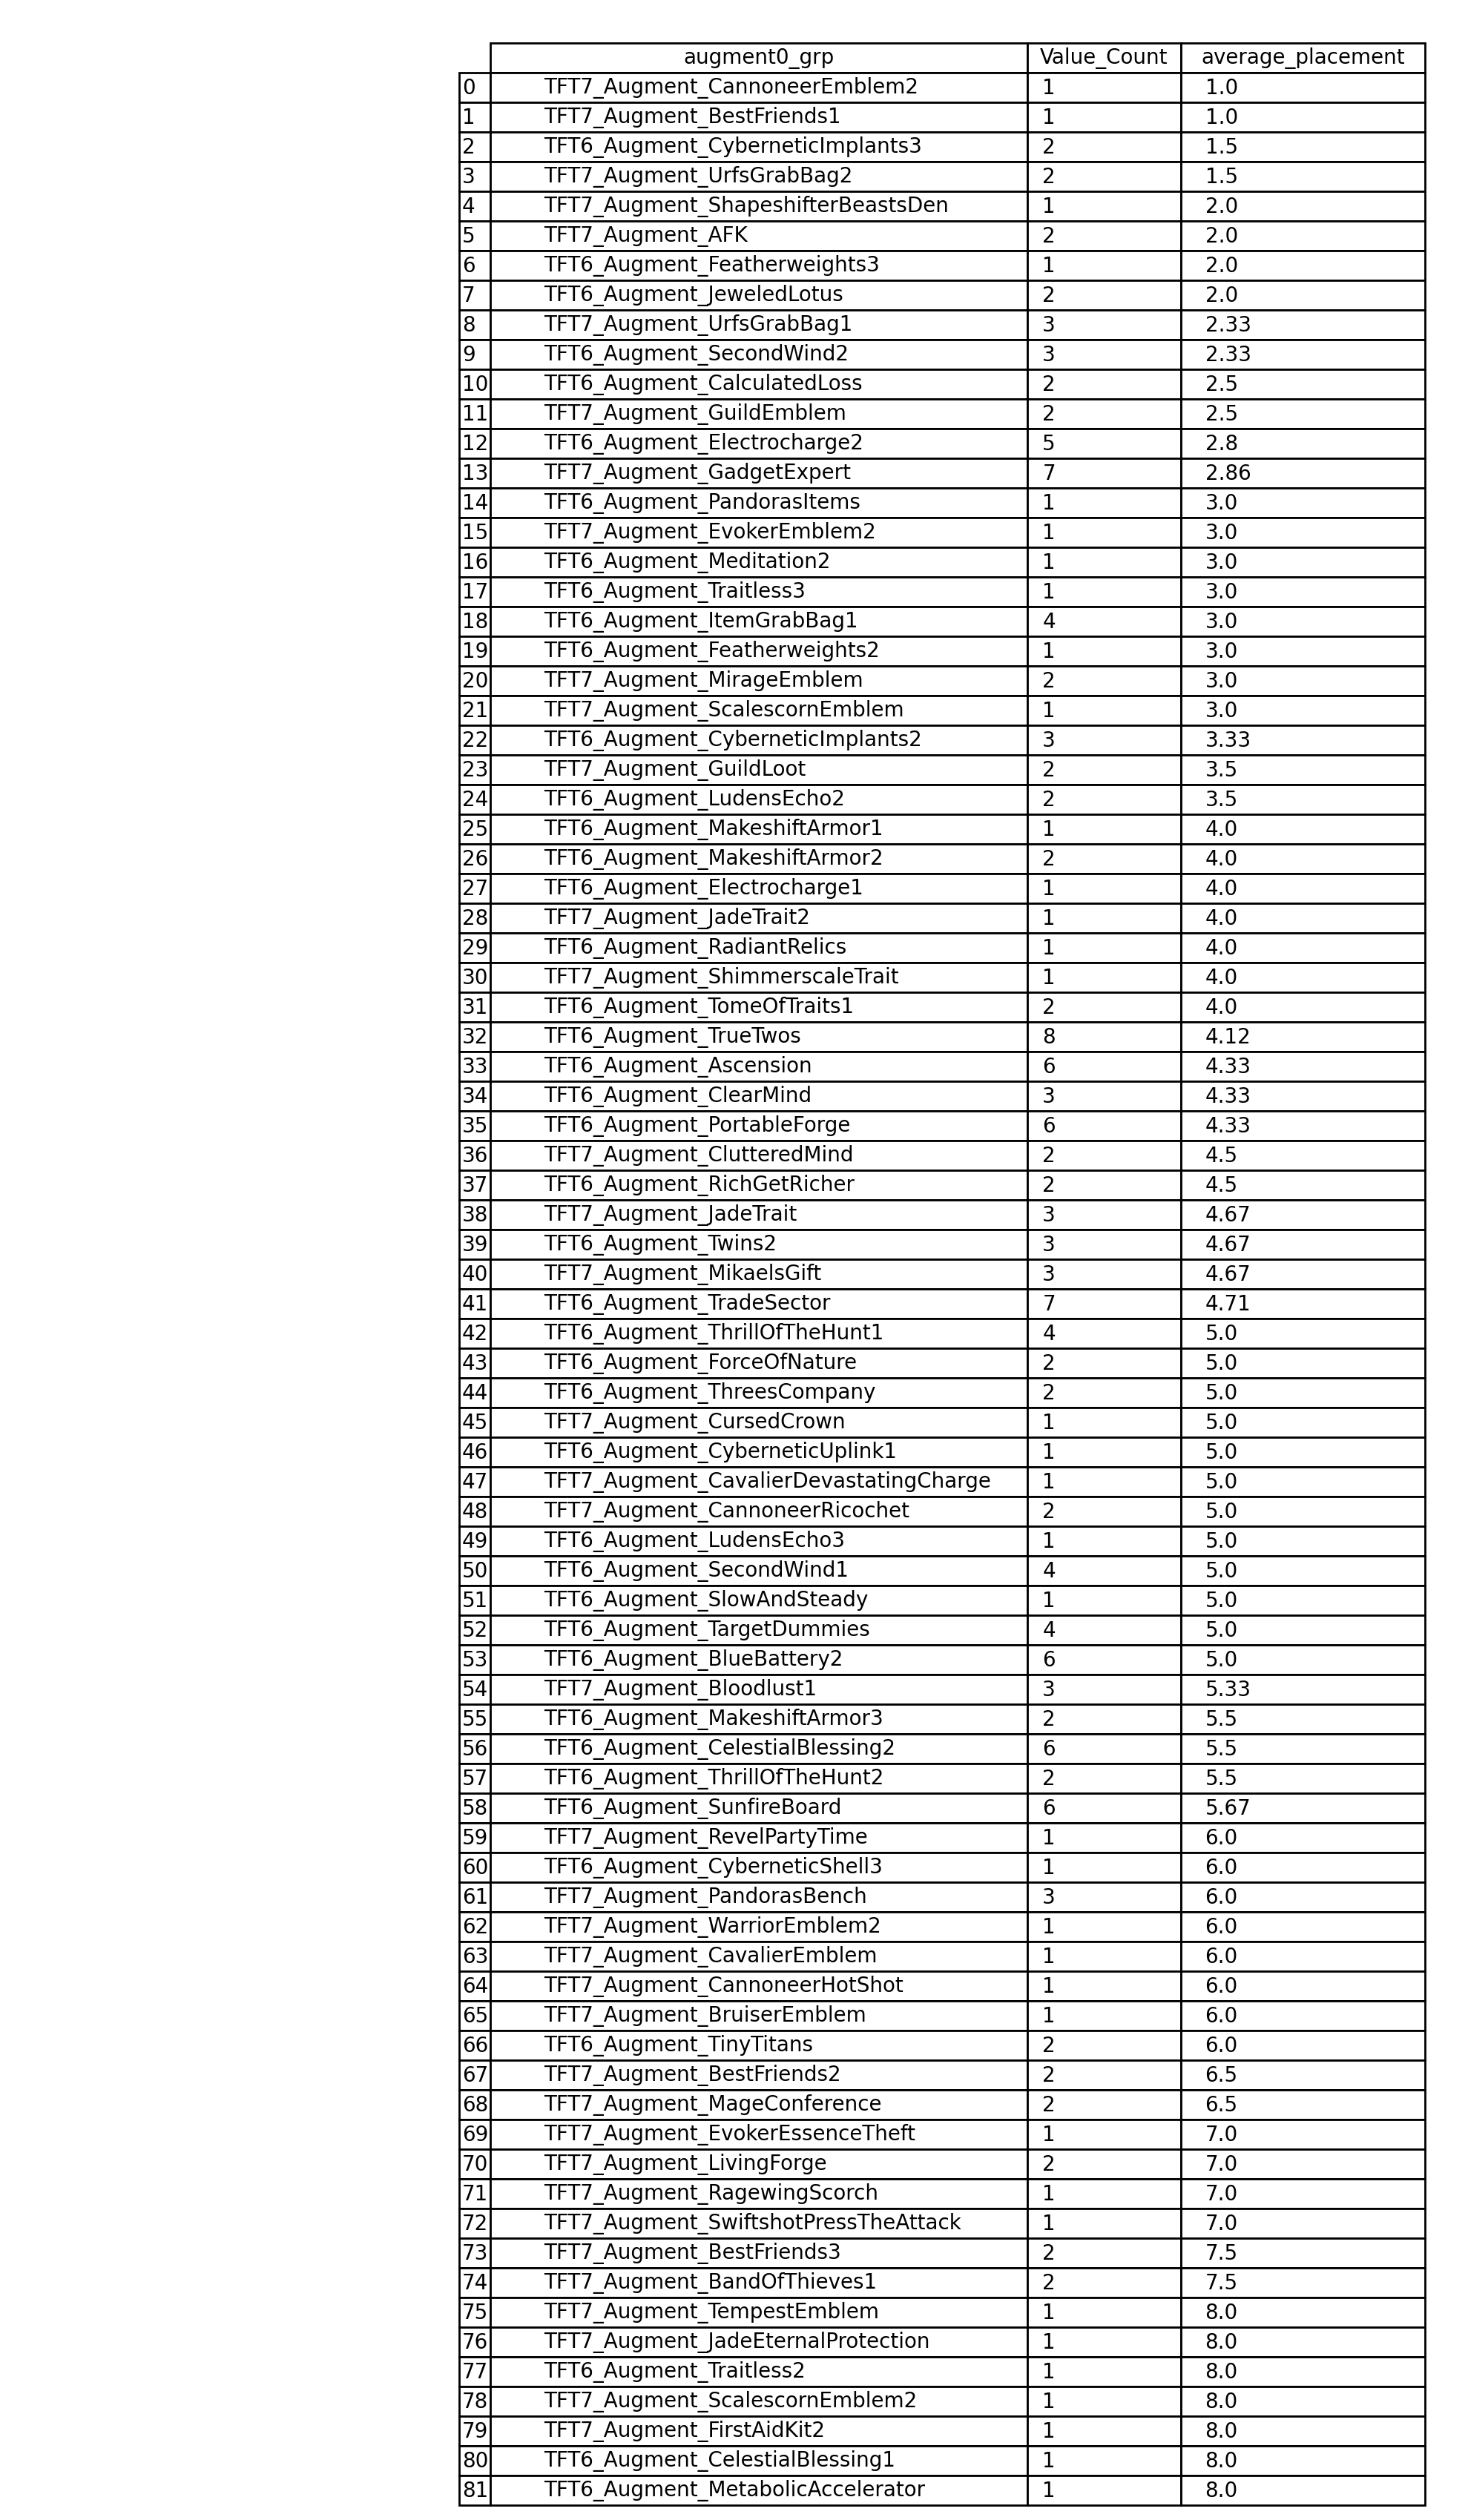 augment0_grp Value_Count average_placement
0 TFT7_Augment_CannoneerEmblem2 1 1.0
1 TFT7_Augment_BestFriends1 1 1.0
2 TFT6_Augment_CyberneticImplants3 2 1.5
3 TFT7_Augment_UrfsGrabBag2 2 1.5
4 TFT7_Augment_ShapeshifterBeastsDen 1 2.0
5 TFT7_Augment_AFK 2 2.0
6 TFT6_Augment_Featherweights3 1 2.0
7 TFT6_Augment_JeweledLotus 2 2.0
8 TFT7_Augment_UrfsGrabBag1 3 2.33
9 TFT6_Augment_SecondWind2 3 2.33
10 TFT6_Augment_CalculatedLoss 2 2.5
11 TFT7_Augment_GuildEmblem 2 2.5
12 TFT6_Augment_Electrocharge2 5 2.8
13 TFT7_Augment_GadgetExpert 7 2.86
14 TFT6_Augment_PandorasItems 1 3.0
15 TFT7_Augment_EvokerEmblem2 1 3.0
16 TFT6_Augment_Meditation2 1 3.0
17 TFT6_Augment_Traitless3 1 3.0
18 TFT6_Augment_ItemGrabBag1 4 3.0
19 TFT6_Augment_Featherweights2 1 3.0
20 TFT7_Augment_MirageEmblem 2 3.0
21 TFT7_Augment_ScalescornEmblem 1 3.0
22 TFT6_Augment_CyberneticImplants2 3 3.33
23 TFT7_Augment_GuildLoot 2 3.5
24 TFT6_Augment_LudensEcho2 2 3.5
25 TFT6_Augment_MakeshiftArmor1 1 4.0
26 TFT6_Augment_MakeshiftArmor2 2 4.0
27 TFT6_Augment_Electrocharge1 1 4.0
28 TFT7_Augment_JadeTrait2 1 4.0
29 TFT6_Augment_RadiantRelics 1 4.0
30 TFT7_Augment_ShimmerscaleTrait 1 4.0
31 TFT6_Augment_TomeOfTraits1 2 4.0
32 TFT6_Augment_TrueTwos 8 4.12
33 TFT6_Augment_Ascension 6 4.33
34 TFT6_Augment_ClearMind 3 4.33
35 TFT6_Augment_PortableForge 6 4.33
36 TFT7_Augment_ClutteredMind 2 4.5
37 TFT6_Augment_RichGetRicher 2 4.5
38 TFT7_Augment_JadeTrait 3 4.67
39 TFT6_Augment_Twins2 3 4.67
40 TFT7_Augment_MikaelsGift 3 4.67
41 TFT6_Augment_TradeSector 7 4.71
42 TFT6_Augment_ThrillOfTheHunt1 4 5.0
43 TFT6_Augment_ForceOfNature 2 5.0
44 TFT6_Augment_ThreesCompany 2 5.0
45 TFT7_Augment_CursedCrown 1 5.0
46 TFT6_Augment_CyberneticUplink1 1 5.0
47 TFT7_Augment_CavalierDevastatingCharge 1 5.0
48 TFT7_Augment_CannoneerRicochet 2 5.0
49 TFT6_Augment_LudensEcho3 1 5.0
50 TFT6_Augment_SecondWind1 4 5.0
51 TFT6_Augment_SlowAndSteady 1 5.0
52 TFT6_Augment_TargetDummies 4 5.0
53 TFT6_Augment_BlueBattery2 6 5.0
54 TFT7_Augment_Bloodlust1 3 5.33
55 TFT6_Augment_MakeshiftArmor3 2 5.5
56 TFT6_Augment_CelestialBlessing2 6 5.5
57 TFT6_Augment_ThrillOfTheHunt2 2 5.5
58 TFT6_Augment_SunfireBoard 6 5.67
59 TFT7_Augment_RevelPartyTime 1 6.0
60 TFT6_Augment_CyberneticShell3 1 6.0
61 TFT7_Augment_PandorasBench 3 6.0
62 TFT7_Augment_WarriorEmblem2 1 6.0
63 TFT7_Augment_CavalierEmblem 1 6.0
64 TFT7_Augment_CannoneerHotShot 1 6.0
65 TFT7_Augment_BruiserEmblem 1 6.0
66 TFT6_Augment_TinyTitans 2 6.0
67 TFT7_Augment_BestFriends2 2 6.5
68 TFT7_Augment_MageConference 2 6.5
69 TFT7_Augment_EvokerEssenceTheft 1 7.0
70 TFT7_Augment_LivingForge 2 7.0
71 TFT7_Augment_RagewingScorch 1 7.0
72 TFT7_Augment_SwiftshotPressTheAttack 1 7.0
73 TFT7_Augment_BestFriends3 2 7.5
74 TFT7_Augment_BandOfThieves1 2 7.5
75 TFT7_Augment_TempestEmblem 1 8.0
76 TFT7_Augment_JadeEternalProtection 1 8.0
77 TFT6_Augment_Traitless2 1 8.0
78 TFT7_Augment_ScalescornEmblem2 1 8.0
79 TFT7_Augment_FirstAidKit2 1 8.0
80 TFT6_Augment_CelestialBlessing1 1 8.0
81 TFT6_Augment_MetabolicAccelerator 1 8.0